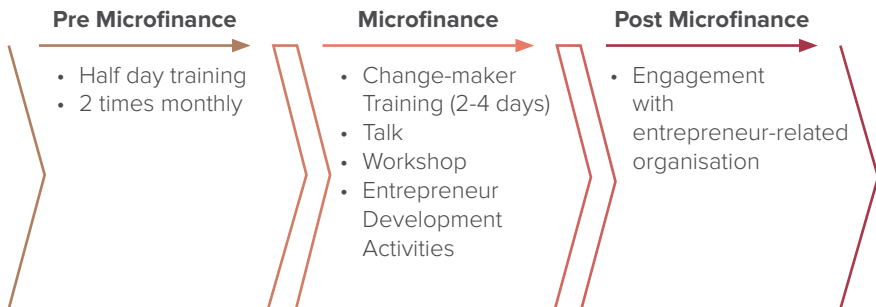 Pre Microfinance
• Half day training
• 2 times monthly
Microfinance
• Change-maker
Training (2-4 days)
• Talk
• Workshop
• Entrepreneur
Development
Activities
Post Microfinance
• Engagement
with
entrepreneur-related
organisation